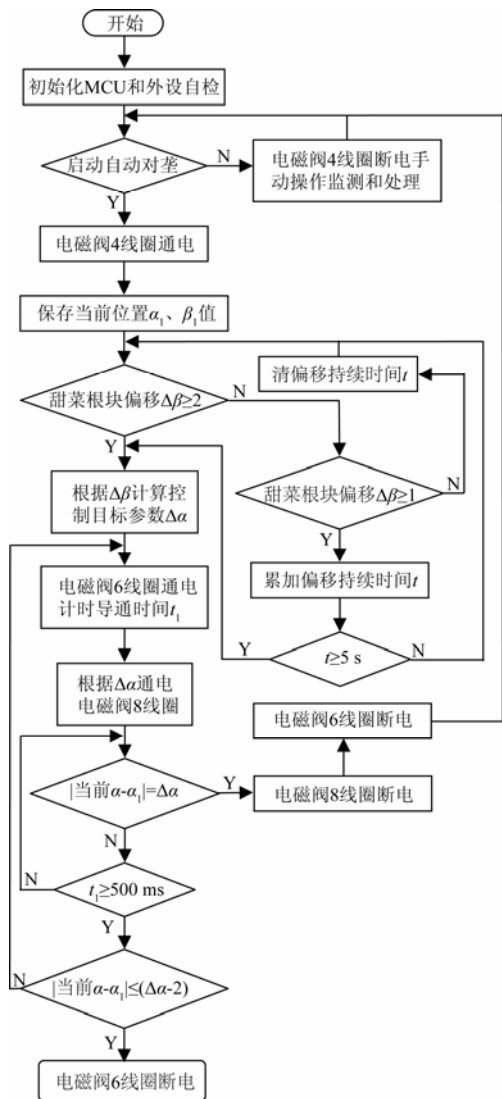 开始
初始化MCU和外设自检
启动自动对垄
N
电磁阀4线圈断电手
动操作监测和处理
Y
电磁阀4线圈通电
保存当前位置α₁、β₁值
清偏移持续时间t
甜菜根块偏移Δβ≥2
N
Y
根据Δβ计算控
制目标参数Δα
甜菜根块偏移Δβ≥1
N
Y
电磁阀6线圈通电
计时导通时间t₁
累加偏移持续时间t
Y
t≥5 s
N
根据Δα通电
电磁阀8线圈
电磁阀6线圈断电
|当前α-α₁|=Δα
Y
电磁阀8线圈断电
N
N
t₁≥500 ms
Y
N
|当前α-α₁|≤(Δα-2)
Y
电磁阀6线圈断电